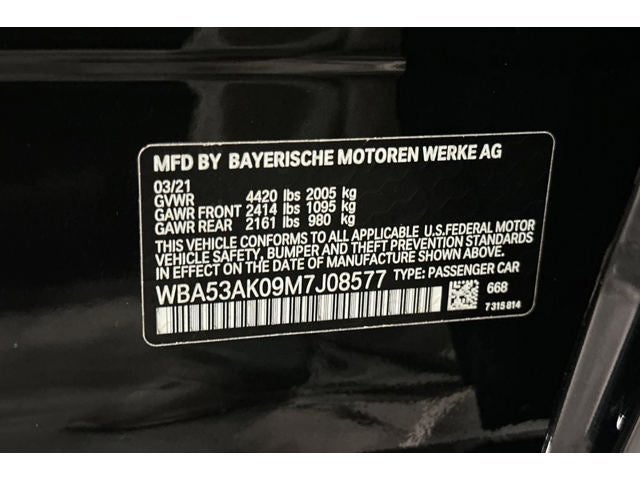 MFD BY BAYERISCHE MOTOREN WERKE AG
03/21
GVWR 4420 lbs 2005 kg
GAWR FRONT 2414 lbs 1095 kg
GAWR REAR 2161 lbs 980 kg
THIS VEHICLE CONFORMS TO ALL APPLICABLE U.S.FEDERAL MOTOR
VEHICLE SAFETY, BUMPER AND THEFT PREVENTION STANDARDS
IN EFFECT ON THE DATE OF MANUFACTURE SHOWN ABOVE.
WBA53AK09M7J08577 TYPE: PASSENGER CAR
668
7315814